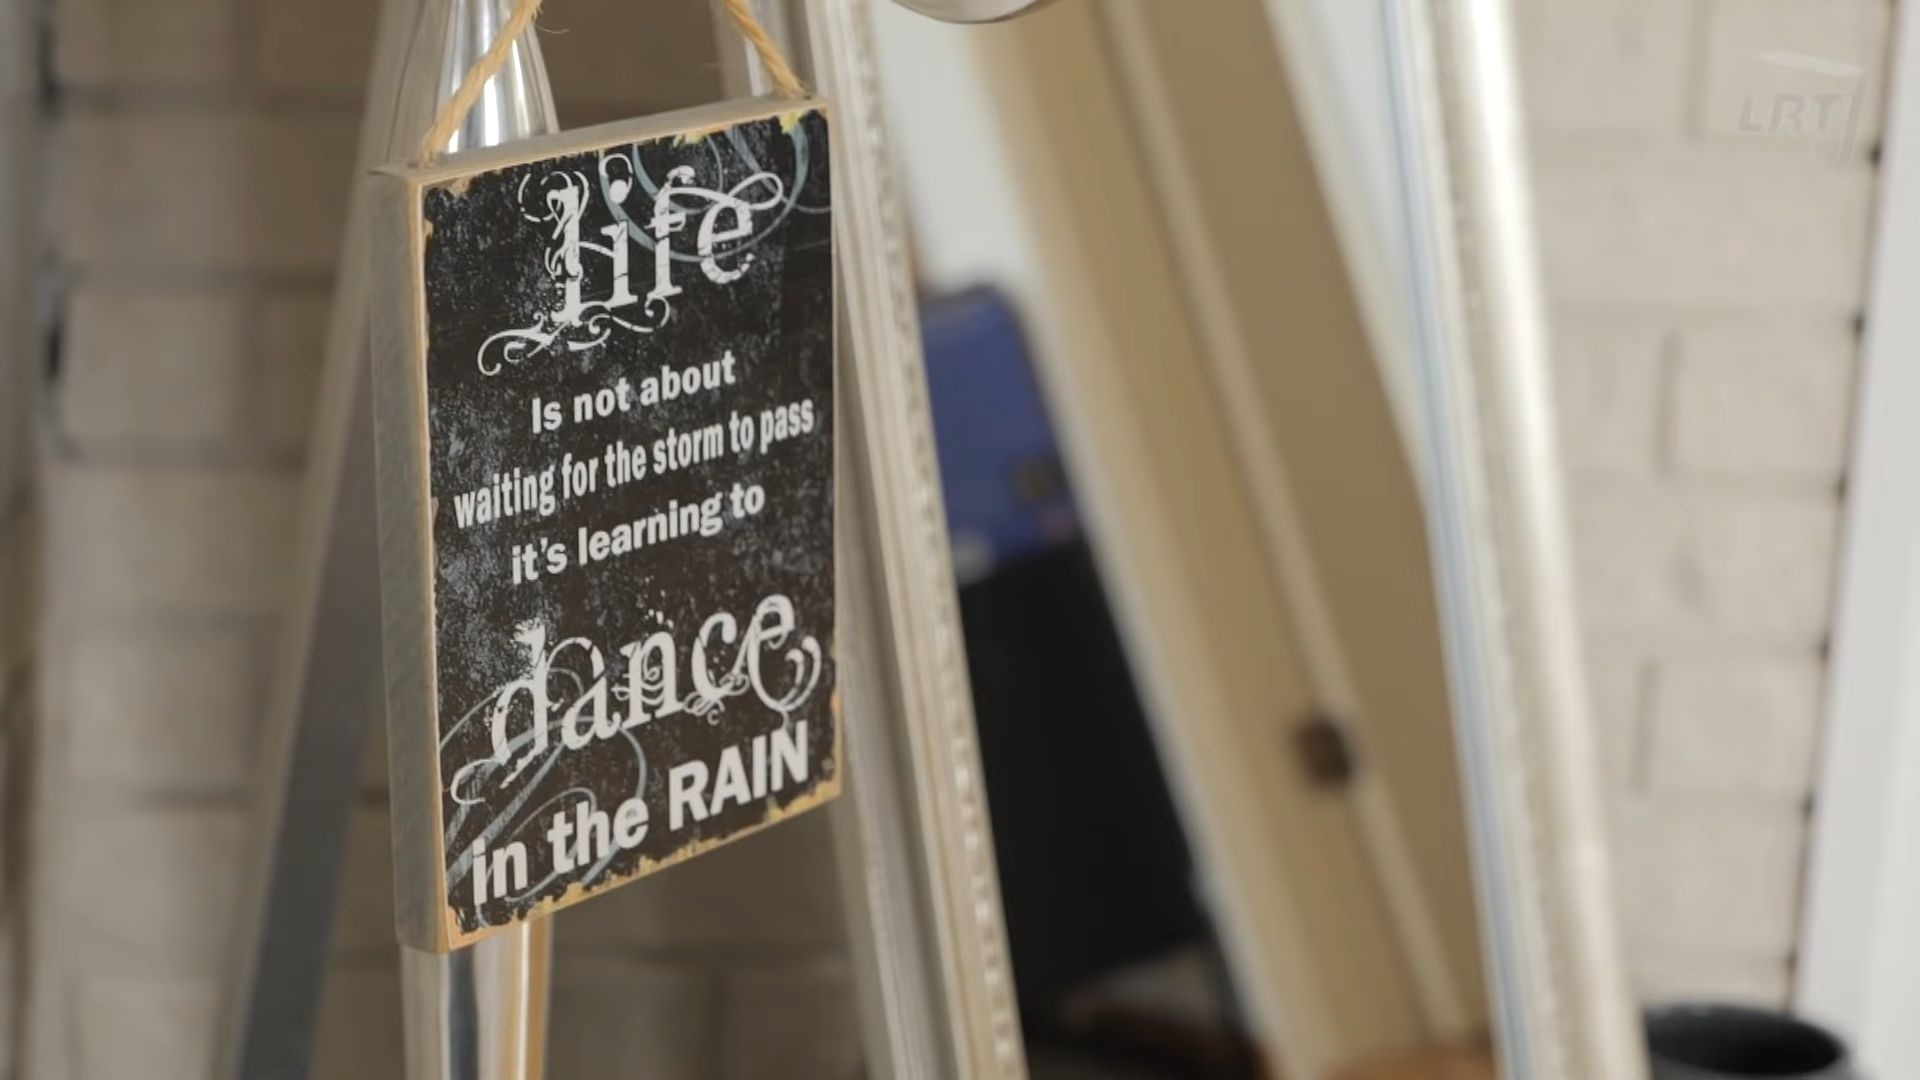 life
Is not about
waiting for the storm to pass
it's learning to
dance
in the RAIN
LRT